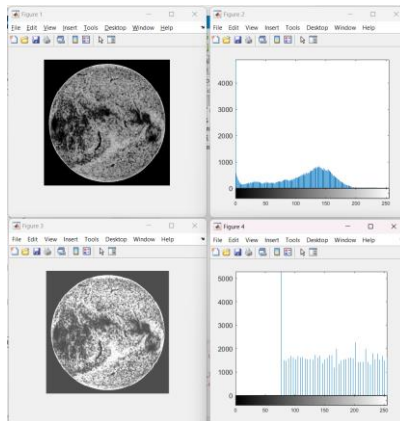 Figure 1
File Edit View Insert Tools Desktop Window Help
Figure 2
File Edit View Insert Tools Desktop Window Help
4000
3000
2000
1000
0
0 50 100 150 200 250
Figure 3
File Edit View Insert Tools Desktop Window Help
Figure 4
File Edit View Insert Tools Desktop Window Help
5000
4000
3000
2000
1000
0
0 50 100 150 200 250